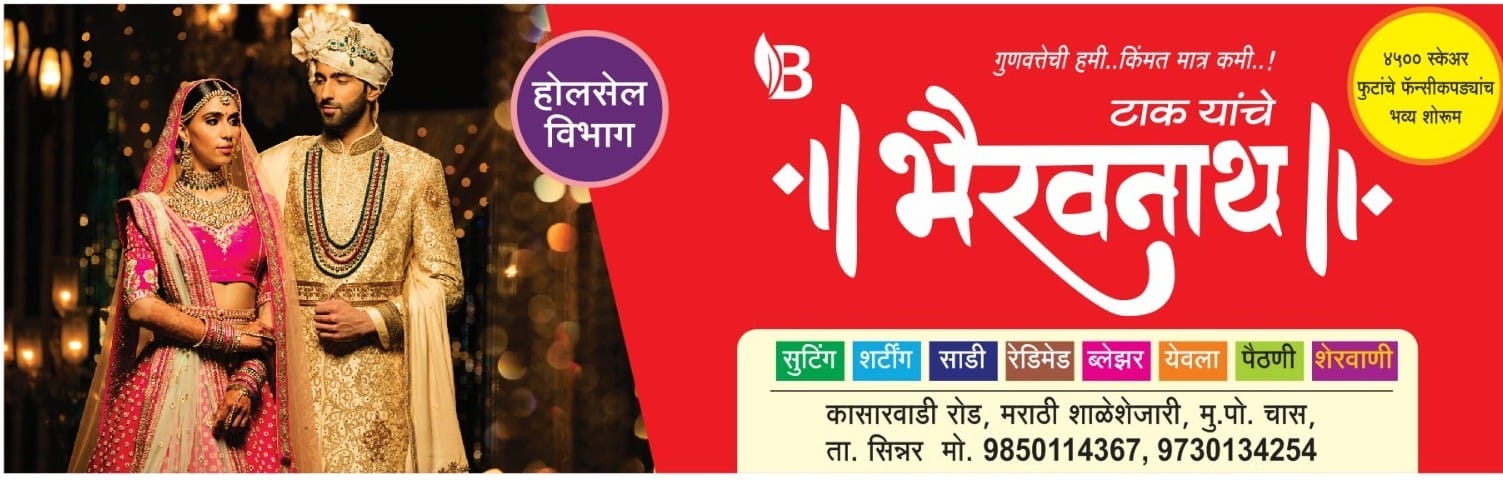 होलसेल
विभाग
B
गुणवत्तेची हमी..किंमत मात्र कमी..!
टाक यांचे
॥ भैरवनाथ ॥
४५०० स्केअर
फुटांचे फॅन्सीकपड्यांच
भव्य शोरूम
सुटिंग शर्टींग साडी रेडिमेड ब्लेझर येवला पैठणी शेरवाणी
कासारवाडी रोड, मराठी शाळेशेजारी, मु.पो. चास,
ता. सिन्नर मो. 9850114367, 9730134254